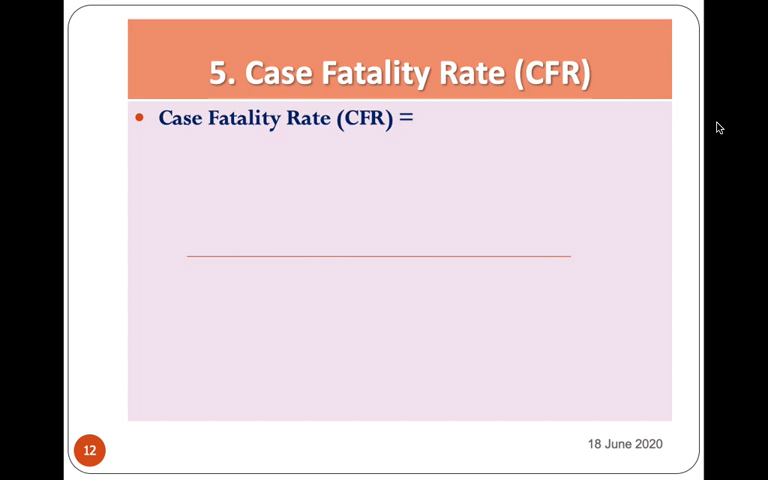 5. Case Fatality Rate (CFR)
• Case Fatality Rate (CFR) =
12
18 June 2020